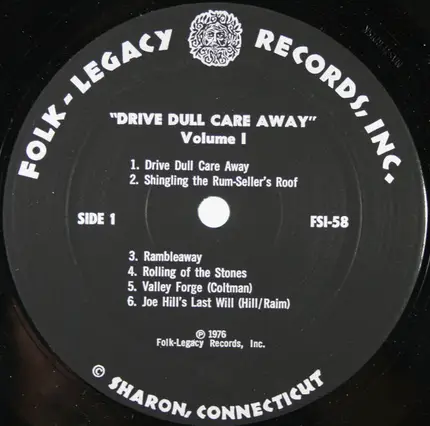 FOLK-LEGACY RECORDS, INC.
"DRIVE DULL CARE AWAY"
Volume I
1. Drive Dull Care Away
2. Shingling the Rum-Seller's Roof
SIDE 1
FSI-58
3. Rambleaway
4. Rolling of the Stones
5. Valley Forge (Coltman)
6. Joe Hill's Last Will (Hill/Raim)
℗ 1976
Folk-Legacy Records, Inc.
© SHARON, CONNECTICUT